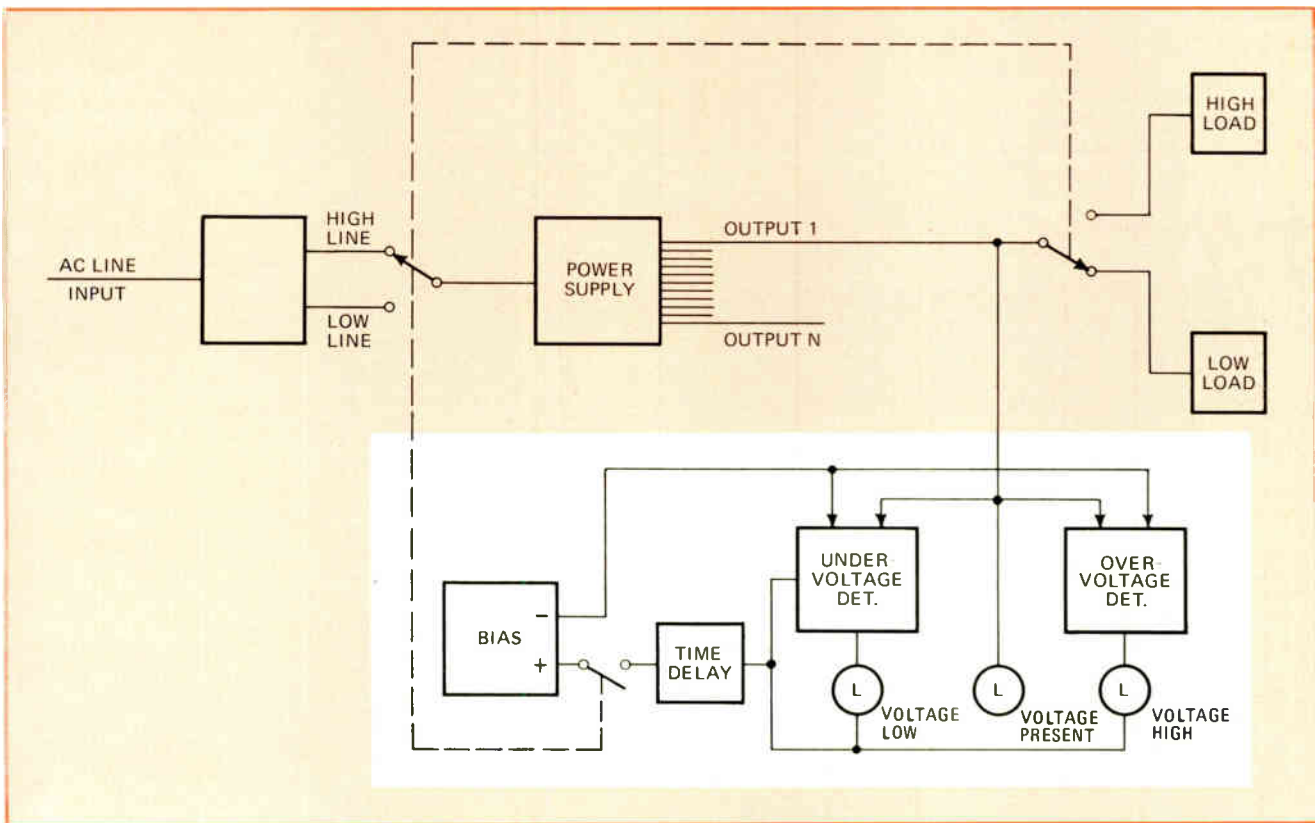 HIGH
LOAD
HIGH
LINE
AC LINE
INPUT
LOW
LINE
POWER
SUPPLY
OUTPUT 1
OUTPUT N
LOW
LOAD
UNDER-
VOLTAGE
DET.
OVER-
VOLTAGE
DET.
BIAS
-
+
TIME
DELAY
L
VOLTAGE
LOW
L
VOLTAGE
PRESENT
L
VOLTAGE
HIGH